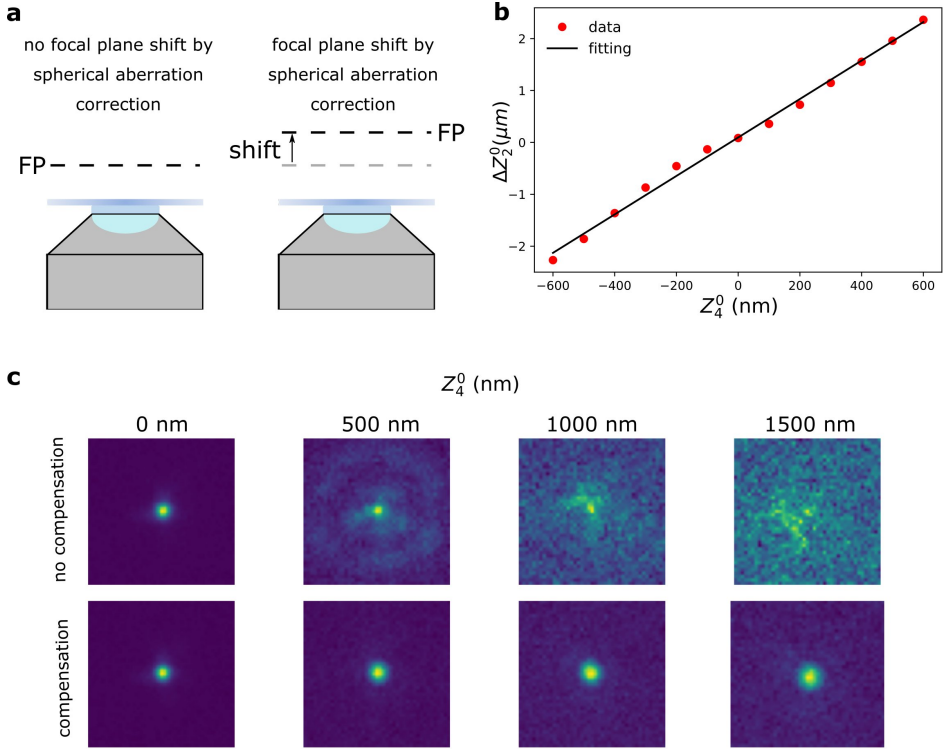 a
no focal plane shift by
spherical aberration
correction
FP
focal plane shift by
spherical aberration
correction
shift
FP
b
data
fitting
ΔZ₂⁰(μm)
2
1
0
−1
−2
−600
−400
−200
0
200
400
600
Z₄⁰ (nm)
c
Z₄⁰ (nm)
0 nm
500 nm
1000 nm
1500 nm
no compensation
compensation